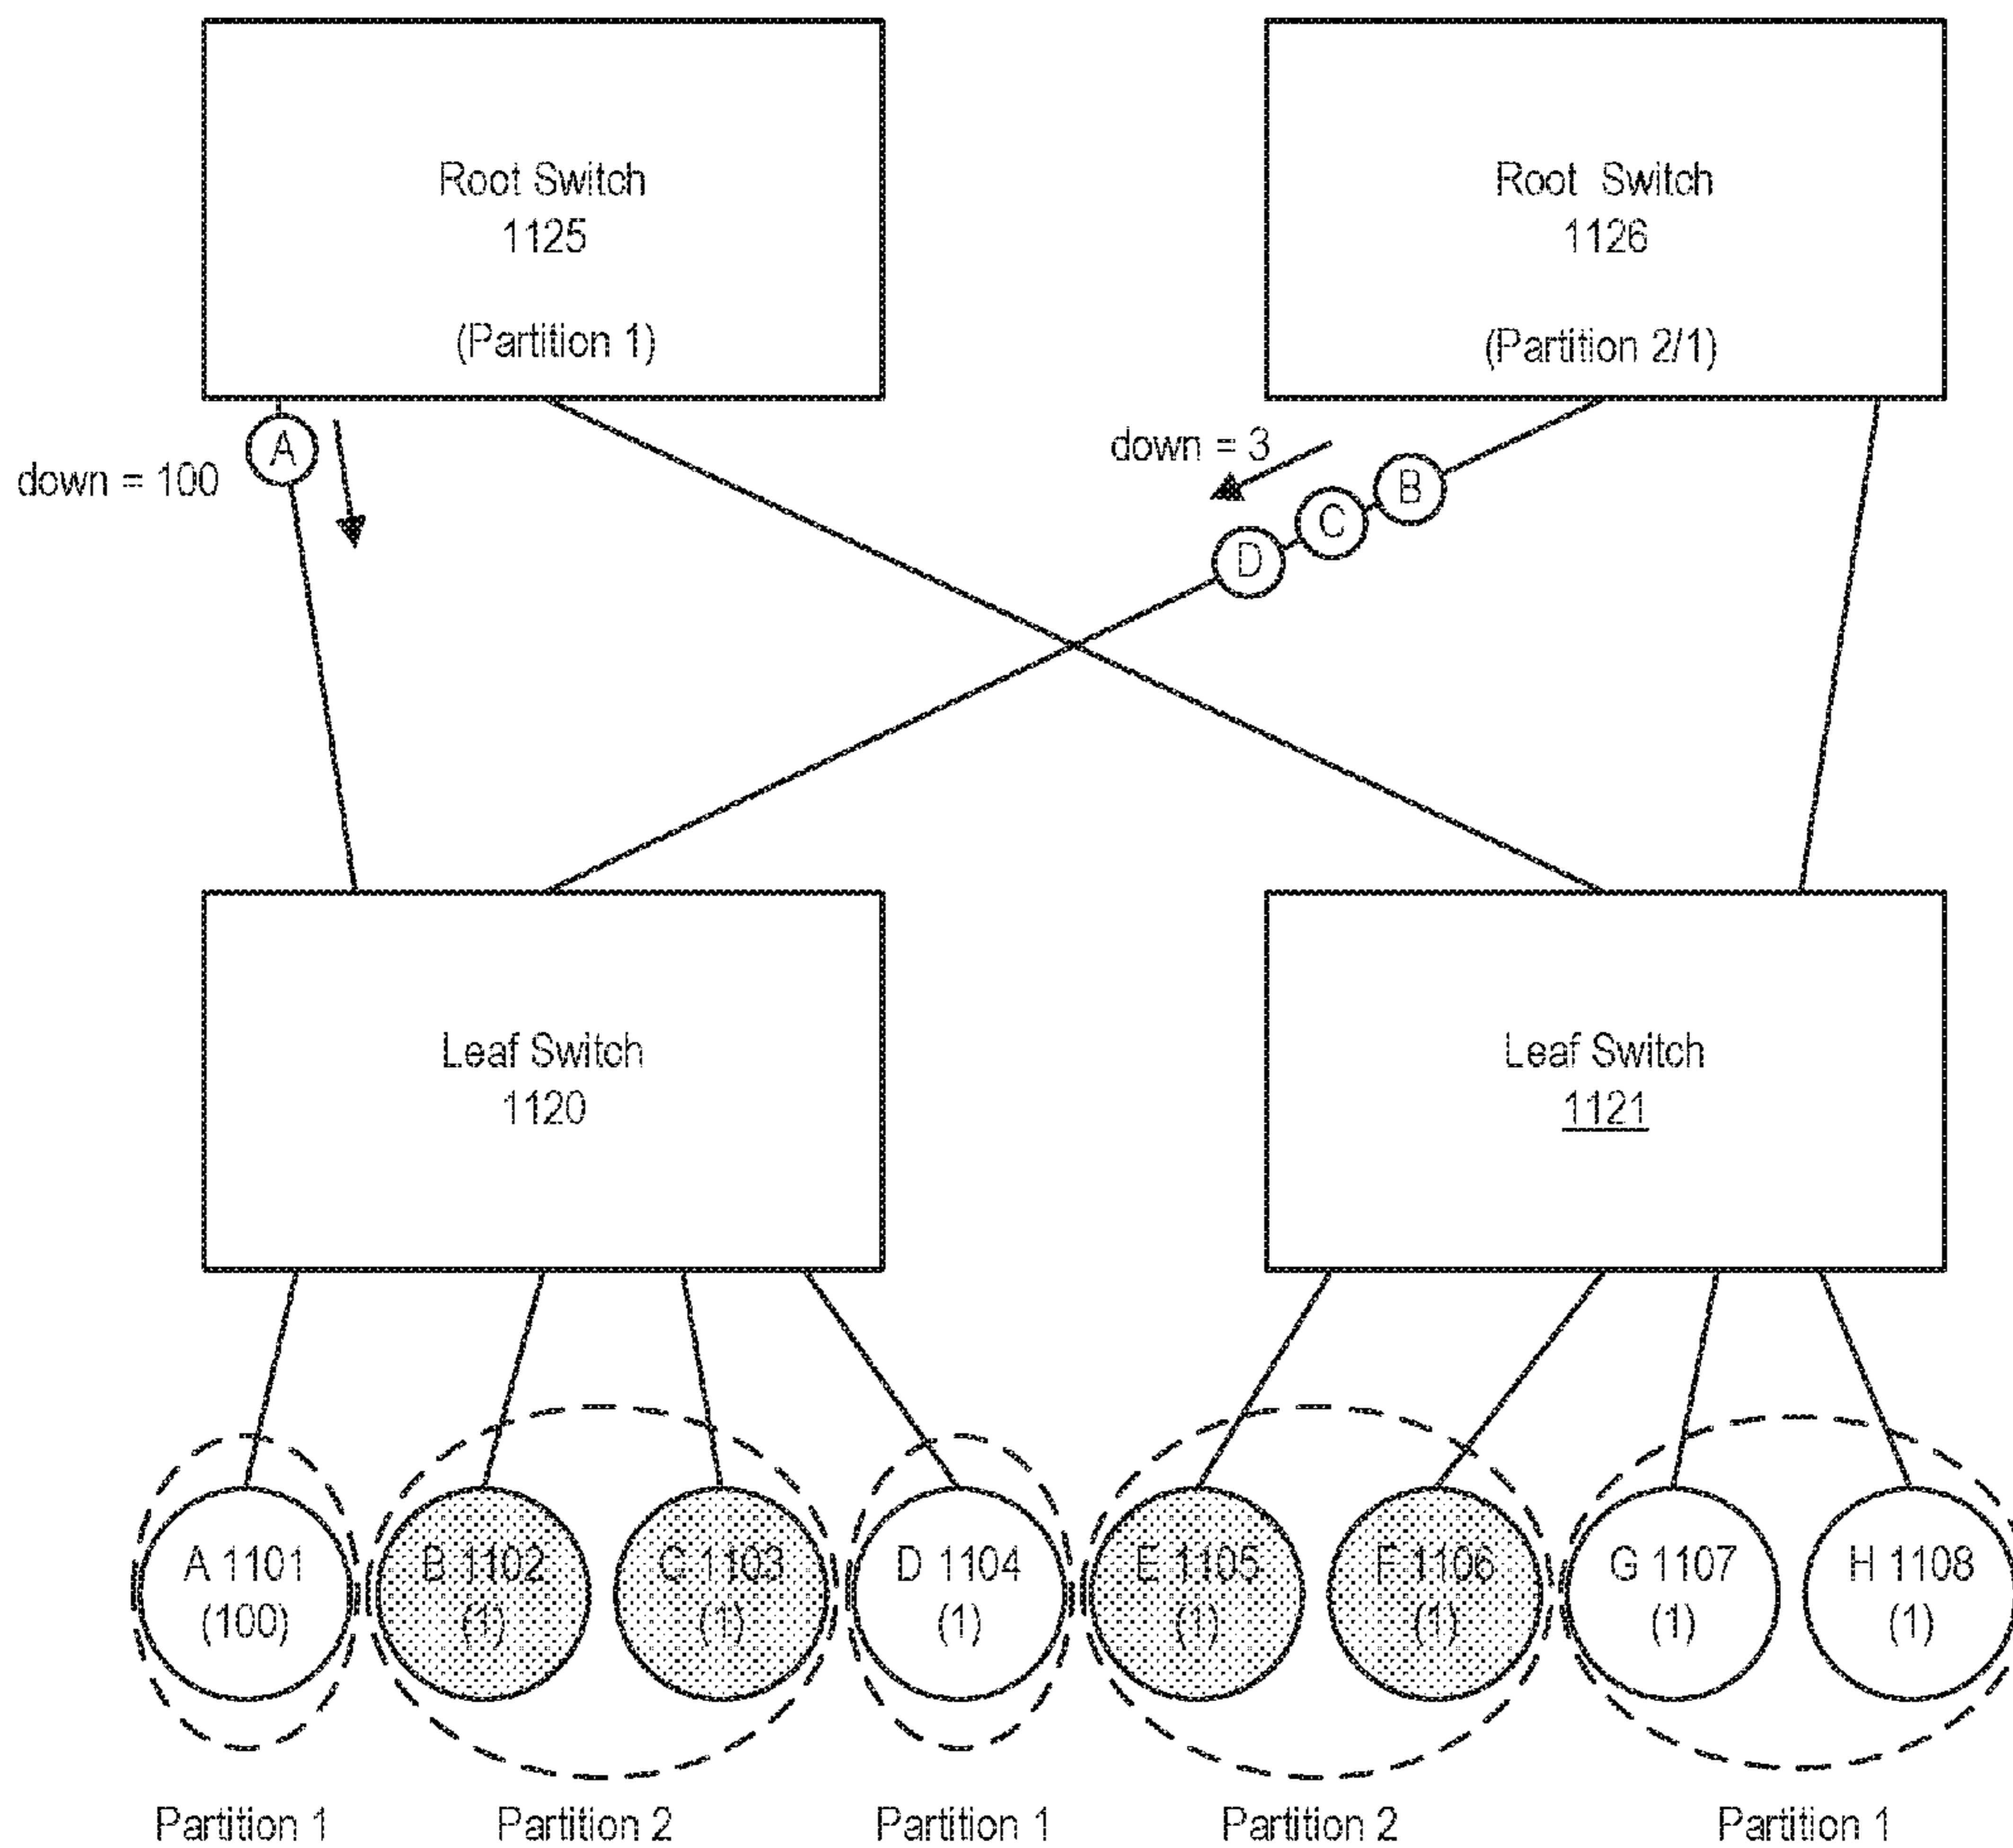 Root Switch
1125
(Partition 1)
Root Switch
1126
(Partition 2/1)
A
down = 100
down = 3
B
C
D
Leaf Switch
1120
Leaf Switch
1121
A 1101
(100)
B 1102
(1)
C 1103
(1)
D 1104
(1)
E 1105
(1)
F 1106
(1)
G 1107
(1)
H 1108
(1)
Partition 1
Partition 2
Partition 1
Partition 2
Partition 1